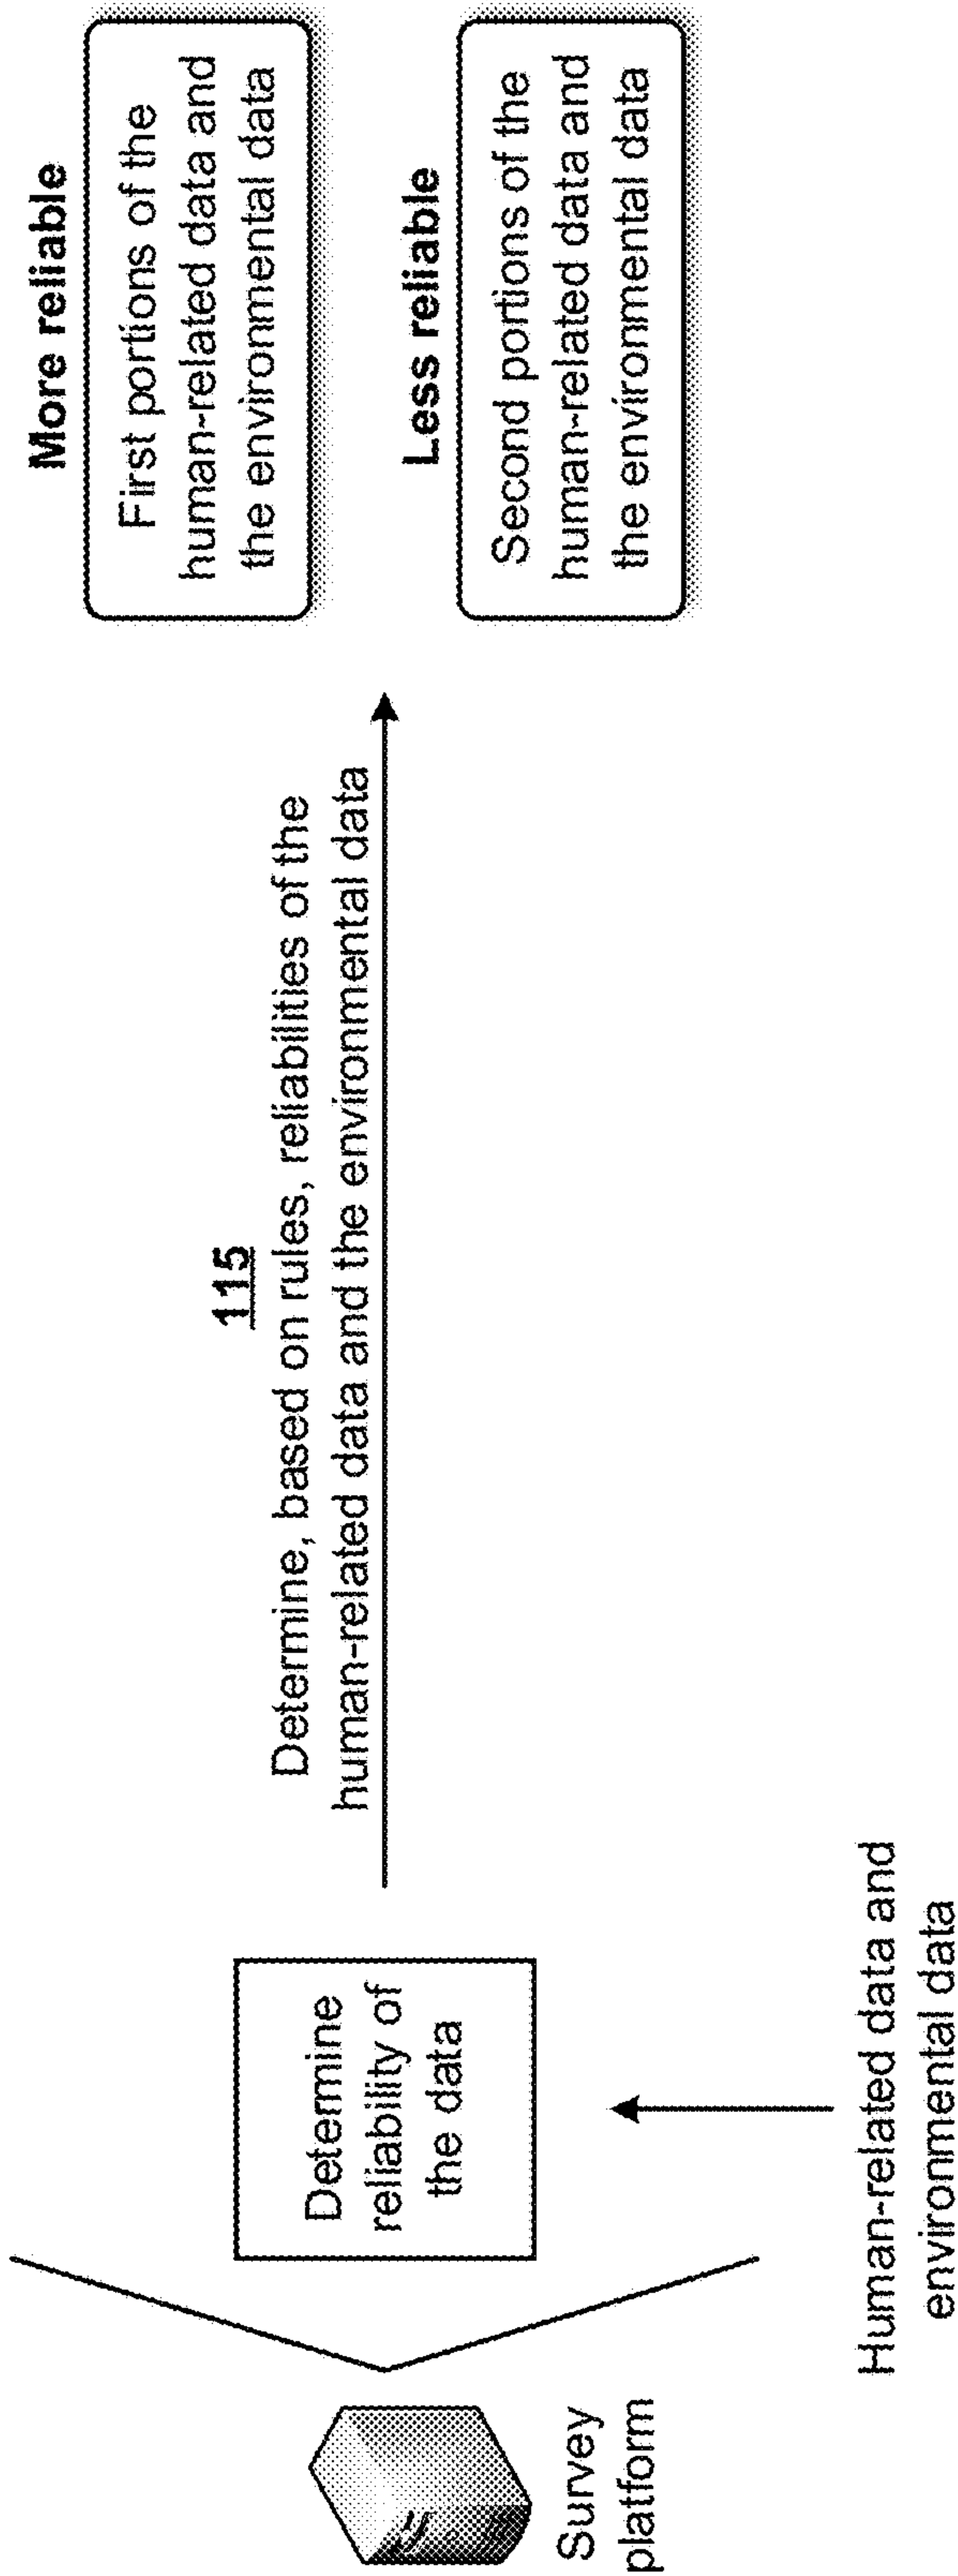 Survey
platform
Determine
reliability of
the data
Human-related data and
environmental data
115
Determine, based on rules, reliabilities of the
human-related data and the environmental data
More reliable
First portions of the
human-related data and
the environmental data
Less reliable
Second portions of the
human-related data and
the environmental data